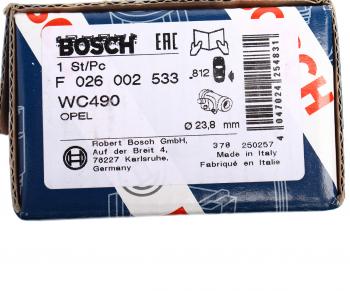 BOSCH
EAC
1 St/Pc
F 026 002 533
.812
WC490
OPEL
Ø 23,8 mm
4 047024 254831
Robert Bosch GmbH,
Auf der Breit 4,
76227 Karlsruhe,
Germany
BOSCH
370 250257
Made in Italy
Fabriqué en Italie